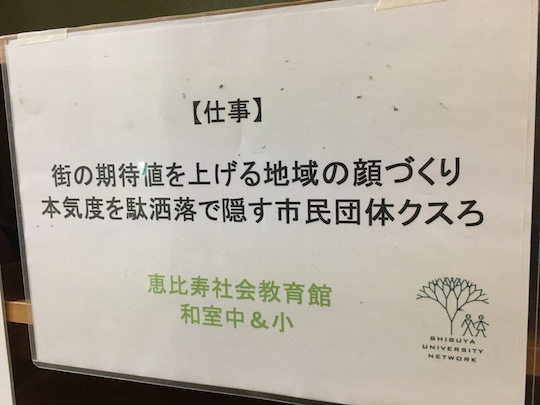 【仕事】
街の期待値を上げる地域の顔づくり
本気度を駄洒落で隠す市民団体クスろ
恵比寿社会教育館
和室中＆小
SHIBUYA
UNIVERSITY
NETWORK